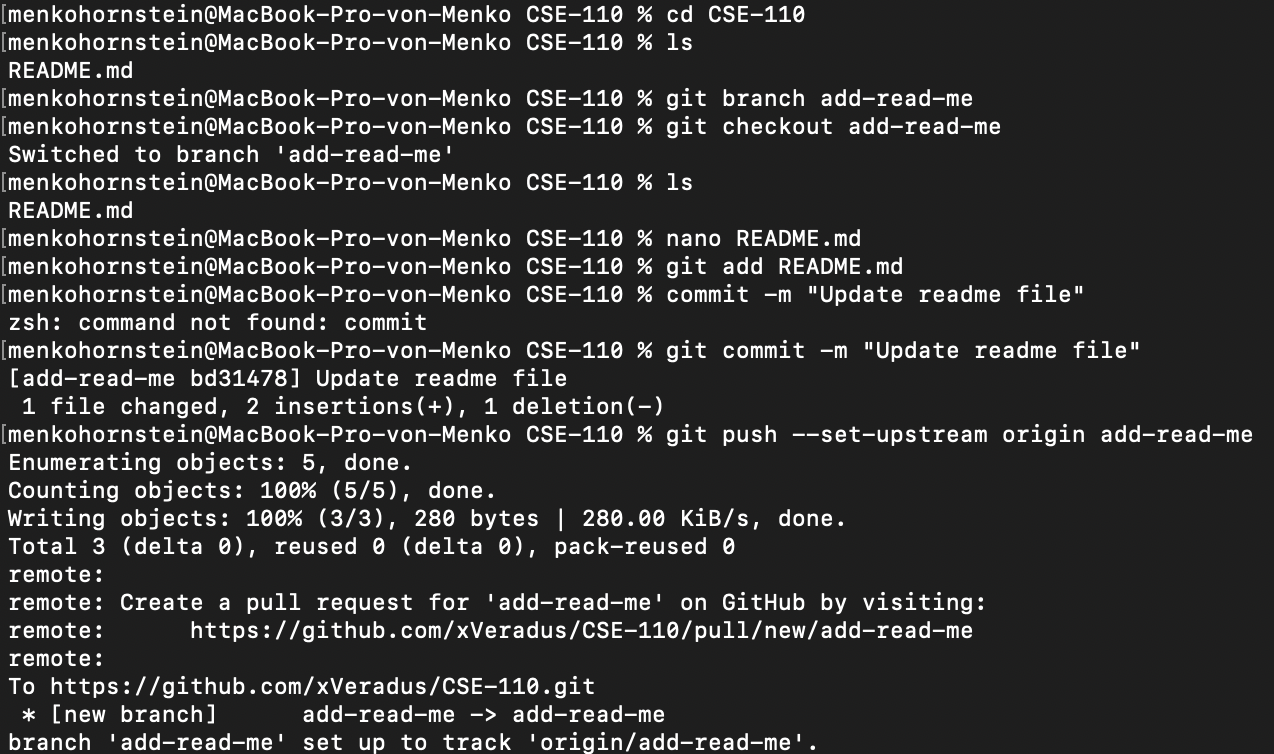 [menkohornstein@MacBook-Pro-von-Menko CSE-110 % cd CSE-110
[menkohornstein@MacBook-Pro-von-Menko CSE-110 % ls
README.md
[menkohornstein@MacBook-Pro-von-Menko CSE-110 % git branch add-read-me
[menkohornstein@MacBook-Pro-von-Menko CSE-110 % git checkout add-read-me
Switched to branch 'add-read-me'
[menkohornstein@MacBook-Pro-von-Menko CSE-110 % ls
README.md
[menkohornstein@MacBook-Pro-von-Menko CSE-110 % nano README.md
[menkohornstein@MacBook-Pro-von-Menko CSE-110 % git add README.md
[menkohornstein@MacBook-Pro-von-Menko CSE-110 % commit -m "Update readme file"
zsh: command not found: commit
[menkohornstein@MacBook-Pro-von-Menko CSE-110 % git commit -m "Update readme file"
[add-read-me bd31478] Update readme file
 1 file changed, 2 insertions(+), 1 deletion(-)
[menkohornstein@MacBook-Pro-von-Menko CSE-110 % git push --set-upstream origin add-read-me
Enumerating objects: 5, done.
Counting objects: 100% (5/5), done.
Writing objects: 100% (3/3), 280 bytes | 280.00 KiB/s, done.
Total 3 (delta 0), reused 0 (delta 0), pack-reused 0
remote:
remote: Create a pull request for 'add-read-me' on GitHub by visiting:
remote:      https://github.com/xVeradus/CSE-110/pull/new/add-read-me
remote:
To https://github.com/xVeradus/CSE-110.git
 * [new branch]      add-read-me -> add-read-me
branch 'add-read-me' set up to track 'origin/add-read-me'.